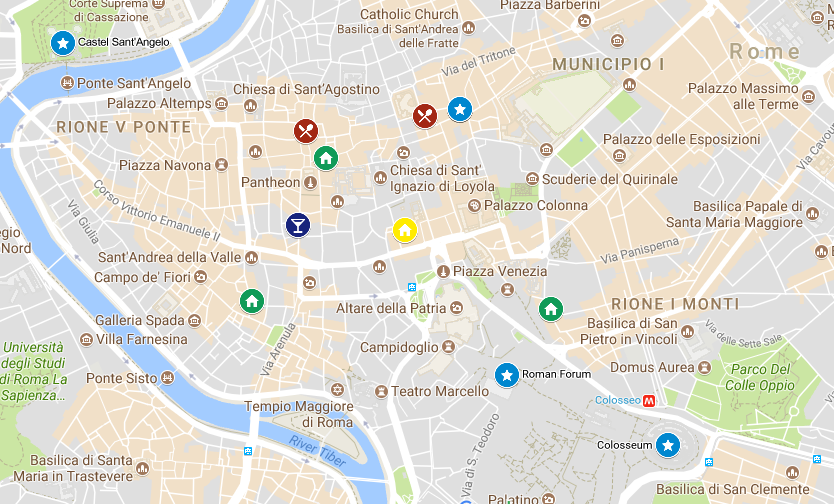 Corte Suprema
di Cassazione
Catholic Church
Basilica di Sant'Andrea
delle Fratte
Piazza Barberini
Castel Sant'Angelo
Rome
Via del Tritone
MUNICIPIO I
Ponte Sant'Angelo
Chiesa di Sant'Agostino
Palazzo Altemps
Palazzo Massimo
alle Terme
RIONE V PONTE
Palazzo delle Esposizioni
Via Cavou
Piazza Navona
Pantheon
Chiesa di Sant'
Ignazio di Loyola
Scuderie del Quirinale
Corso Vittorio Emanuele II
Via Giulia
Palazzo Colonna
Basilica Papale di
Santa Maria Maggiore
egio
Nord
Via Panisperna
Sant'Andrea della Valle
Campo de' Fiori
Piazza Venezia
Altare della Patria
RIONE I MONTI
Galleria Spada
Villa Farnesina
Basilica di San
Pietro in Vincoli
Via delle Sette Sale
Università
degli Studi
di Roma La
Sapienza...
Via Arenula
Campidoglio
Ponte Sisto
Roman Forum
Domus Aurea
Parco Del
Colle Oppio
Teatro Marcello
Colosseo M
Tempio Maggiore
di Roma
River Tiber
Via di S. Teodoro
Colosseum
Basilica di Santa
Maria in Trastevere
Palatino
Basilica di San Clemente